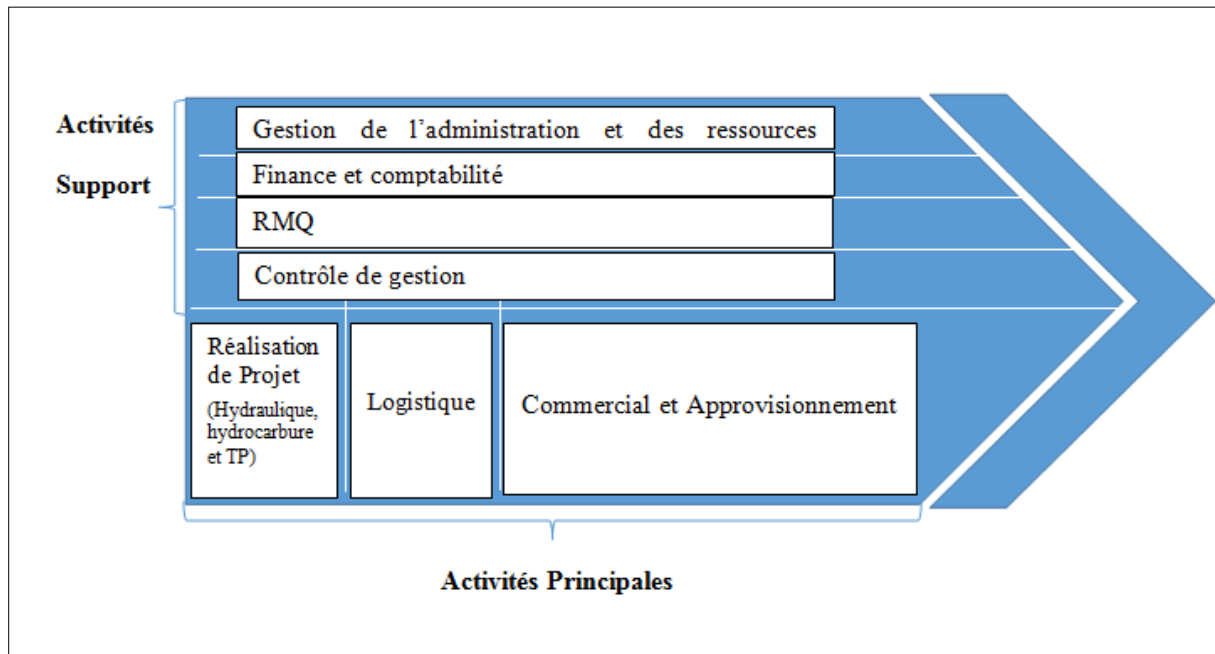 Activités
Support
Gestion de l’administration et des ressources
Finance et comptabilité
RMQ
Contrôle de gestion
Réalisation
de Projet
(Hydraulique,
hydrocarbure
et TP)
Logistique
Commercial et Approvisionnement
Activités Principales